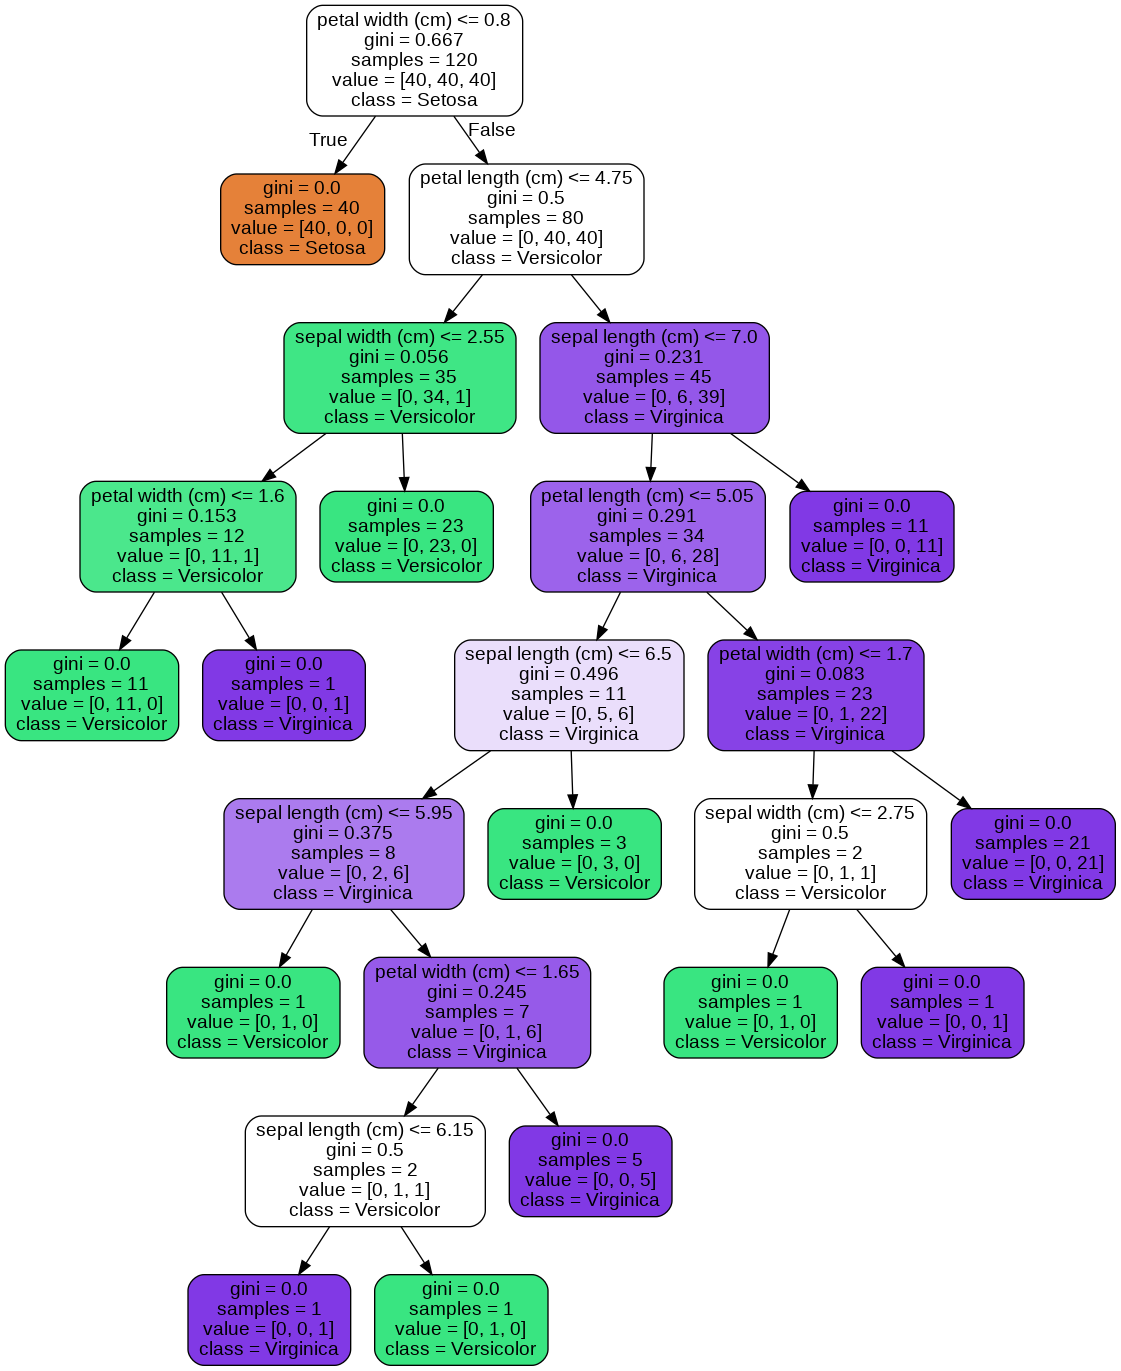 petal width (cm) <= 0.8
gini = 0.667
samples = 120
value = [40, 40, 40]
class = Setosa
True
False
gini = 0.0
samples = 40
value = [40, 0, 0]
class = Setosa
petal length (cm) <= 4.75
gini = 0.5
samples = 80
value = [0, 40, 40]
class = Versicolor
sepal width (cm) <= 2.55
gini = 0.056
samples = 35
value = [0, 34, 1]
class = Versicolor
sepal length (cm) <= 7.0
gini = 0.231
samples = 45
value = [0, 6, 39]
class = Virginica
petal width (cm) <= 1.6
gini = 0.153
samples = 12
value = [0, 11, 1]
class = Versicolor
gini = 0.0
samples = 23
value = [0, 23, 0]
class = Versicolor
petal length (cm) <= 5.05
gini = 0.291
samples = 34
value = [0, 6, 28]
class = Virginica
gini = 0.0
samples = 11
value = [0, 0, 11]
class = Virginica
gini = 0.0
samples = 11
value = [0, 11, 0]
class = Versicolor
gini = 0.0
samples = 1
value = [0, 0, 1]
class = Virginica
sepal length (cm) <= 6.5
gini = 0.496
samples = 11
value = [0, 5, 6]
class = Virginica
petal width (cm) <= 1.7
gini = 0.083
samples = 23
value = [0, 1, 22]
class = Virginica
sepal length (cm) <= 5.95
gini = 0.375
samples = 8
value = [0, 2, 6]
class = Virginica
gini = 0.0
samples = 3
value = [0, 3, 0]
class = Versicolor
sepal width (cm) <= 2.75
gini = 0.5
samples = 2
value = [0, 1, 1]
class = Versicolor
gini = 0.0
samples = 21
value = [0, 0, 21]
class = Virginica
gini = 0.0
samples = 1
value = [0, 1, 0]
class = Versicolor
petal width (cm) <= 1.65
gini = 0.245
samples = 7
value = [0, 1, 6]
class = Virginica
gini = 0.0
samples = 1
value = [0, 1, 0]
class = Versicolor
gini = 0.0
samples = 1
value = [0, 0, 1]
class = Virginica
sepal length (cm) <= 6.15
gini = 0.5
samples = 2
value = [0, 1, 1]
class = Versicolor
gini = 0.0
samples = 5
value = [0, 0, 5]
class = Virginica
gini = 0.0
samples = 1
value = [0, 0, 1]
class = Virginica
gini = 0.0
samples = 1
value = [0, 1, 0]
class = Versicolor